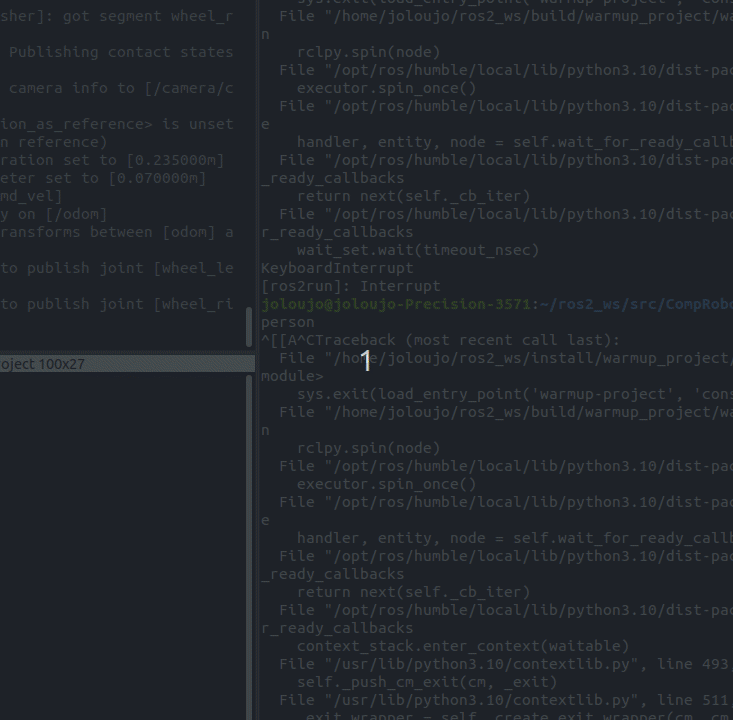 sher]: got segment wheel_r
Publishing contact states
camera info to [/camera/c
ion_as_reference> is unset
n reference)
ration set to [0.235000m]
eter set to [0.070000m]
md_vel]
y on [/odom]
ransforms between [odom] a
to publish joint [wheel_le
to publish joint [wheel_ri
oject 100x27
sys.exit(load_entry_point('warmup-project', 'cons
File "/home/joloujo/ros2_ws/build/warmup_project/wa
n
rclpy.spin(node)
File "/opt/ros/humble/local/lib/python3.10/dist-pac
executor.spin_once()
File "/opt/ros/humble/local/lib/python3.10/dist-pac
e
handler, entity, node = self.wait_for_ready_callb
File "/opt/ros/humble/local/lib/python3.10/dist-pac
_ready_callbacks
return next(self._cb_iter)
File "/opt/ros/humble/local/lib/python3.10/dist-pac
r_ready_callbacks
wait_set.wait(timeout_nsec)
KeyboardInterrupt
[ros2run]: Interrupt
joloujo@joloujo-Precision-3571:~/ros2_ws/src/CompRobo
person
^[[A^CTraceback (most recent call last):
File "/home/joloujo/ros2_ws/install/warmup_project/
1
module>
sys.exit(load_entry_point('warmup-project', 'cons
File "/home/joloujo/ros2_ws/build/warmup_project/wa
n
rclpy.spin(node)
File "/opt/ros/humble/local/lib/python3.10/dist-pac
executor.spin_once()
File "/opt/ros/humble/local/lib/python3.10/dist-pac
e
handler, entity, node = self.wait_for_ready_callb
File "/opt/ros/humble/local/lib/python3.10/dist-pac
_ready_callbacks
return next(self._cb_iter)
File "/opt/ros/humble/local/lib/python3.10/dist-pac
r_ready_callbacks
context_stack.enter_context(waitable)
File "/usr/lib/python3.10/contextlib.py", line 493,
self._push_cm_exit(cm, _exit)
File "/usr/lib/python3.10/contextlib.py", line 511,
_exit_wrapper = self._create_exit_wrapper(cm, cm